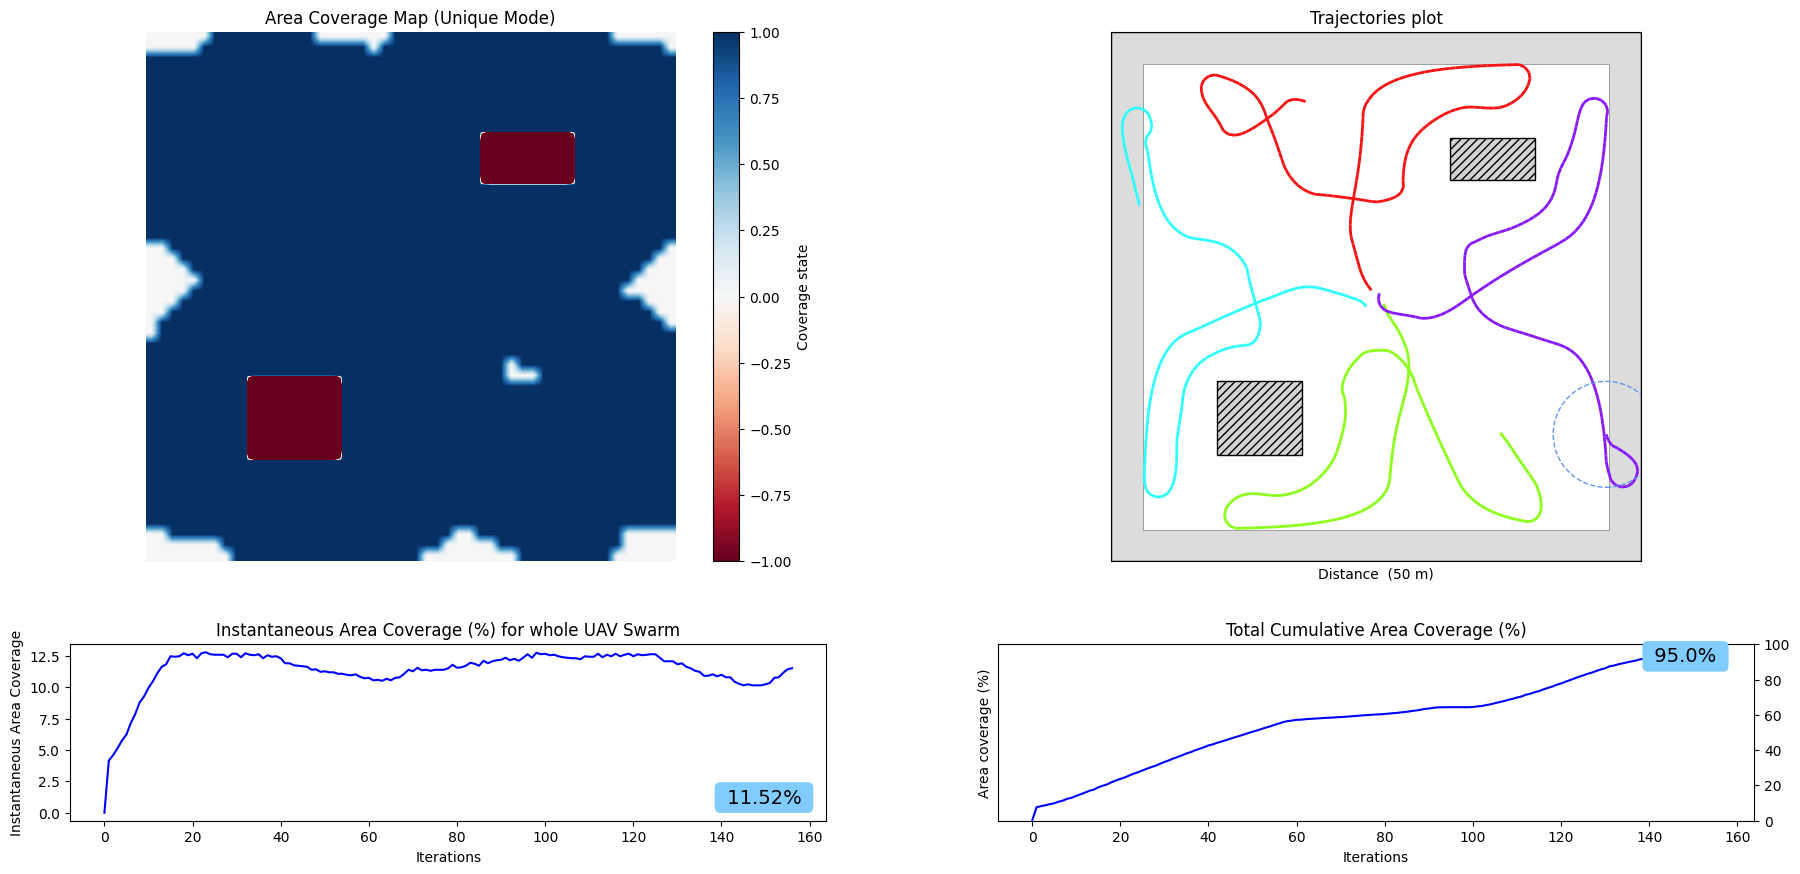 Area Coverage Map (Unique Mode)
1.00
0.75
0.50
0.25
0.00
−0.25
−0.50
−0.75
−1.00
Coverage state
Trajectories plot
Distance  (50 m)
Instantaneous Area Coverage (%) for whole UAV Swarm
Instantaneous Area Coverage
12.5
10.0
7.5
5.0
2.5
0.0
11.52%
0 20 40 60 80 100 120 140 160
Iterations
Total Cumulative Area Coverage (%)
Area coverage (%)
95.0%
100
80
60
40
20
0
0 20 40 60 80 100 120 140 160
Iterations